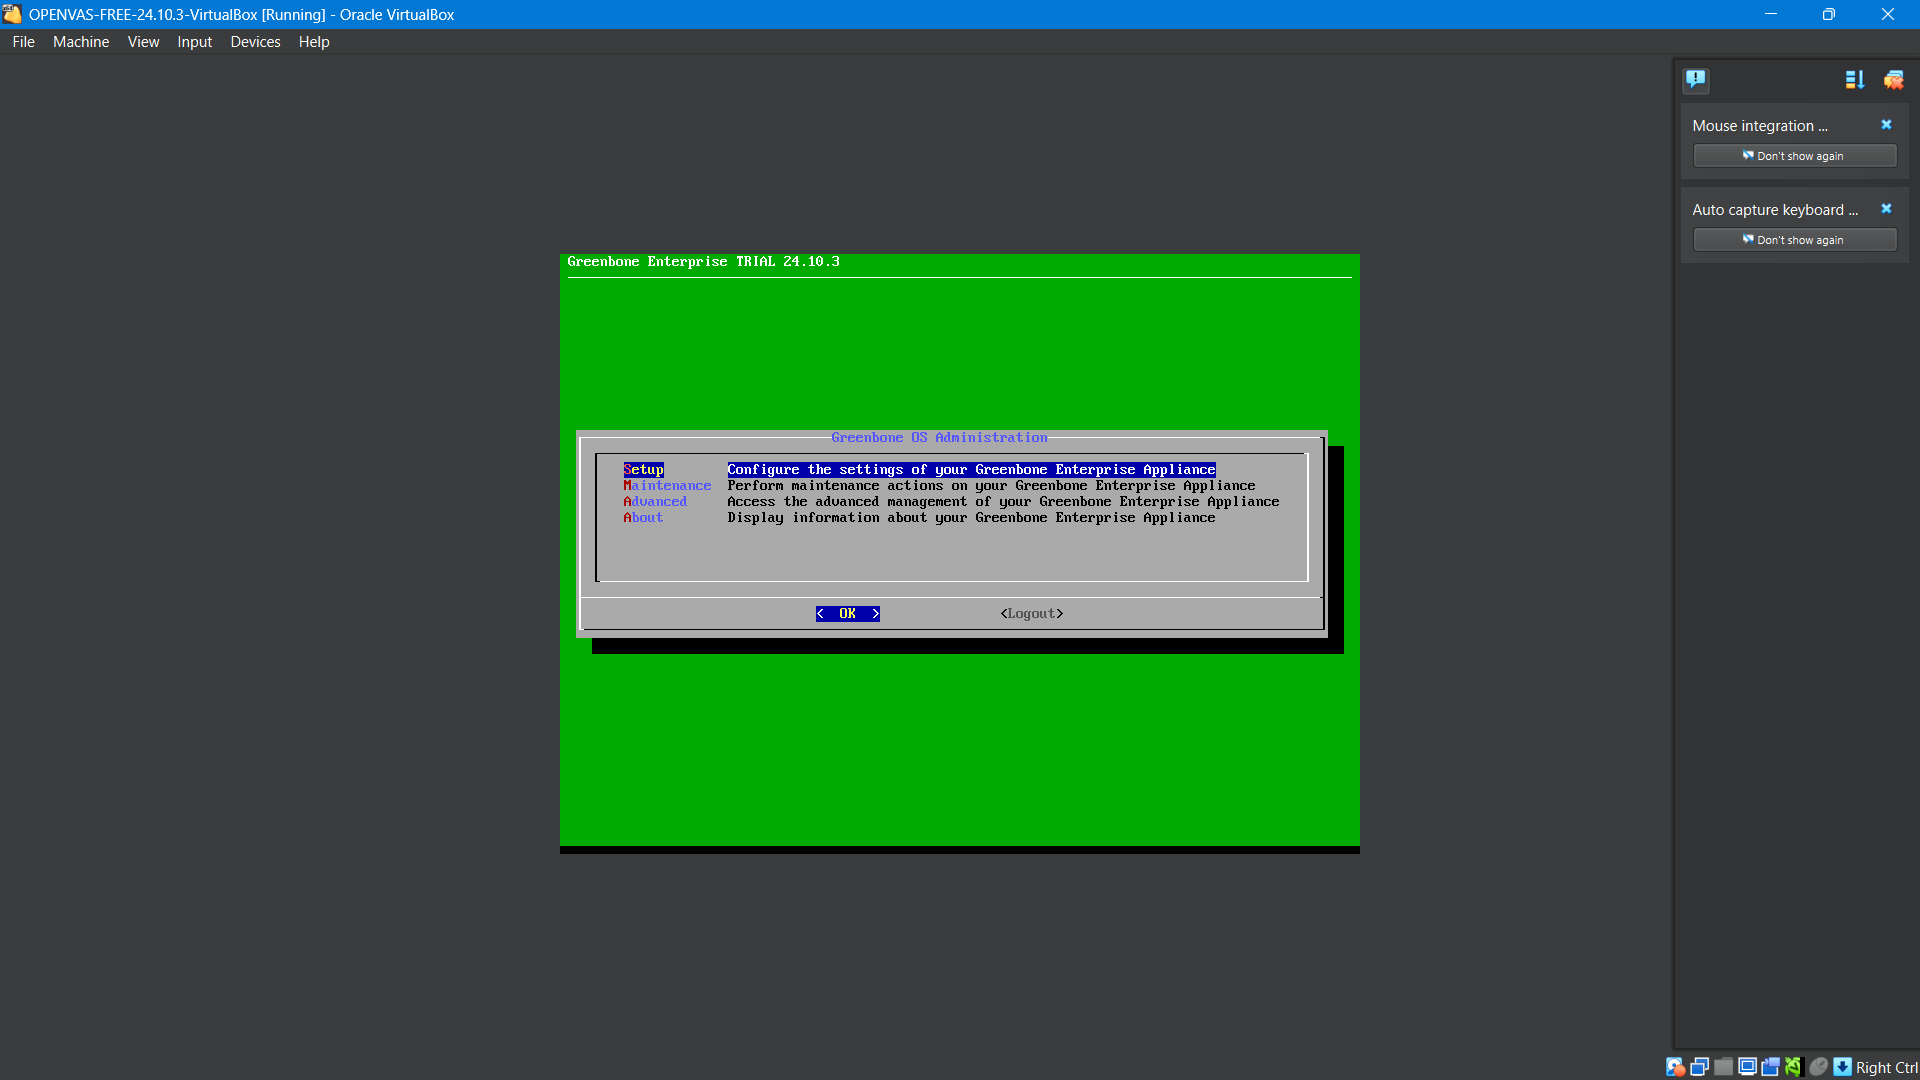 OPENVAS-FREE-24.10.3-VirtualBox [Running] - Oracle VirtualBox
File Machine View Input Devices Help
Mouse integration ...
Don't show again
Auto capture keyboard ...
Don't show again
Greenbone Enterprise TRIAL 24.10.3
Greenbone OS Administration
Setup Configure the settings of your Greenbone Enterprise Appliance
Maintenance Perform maintenance actions on your Greenbone Enterprise Appliance
Advanced Access the advanced management of your Greenbone Enterprise Appliance
About Display information about your Greenbone Enterprise Appliance
< OK > <Logout>
Right Ctrl